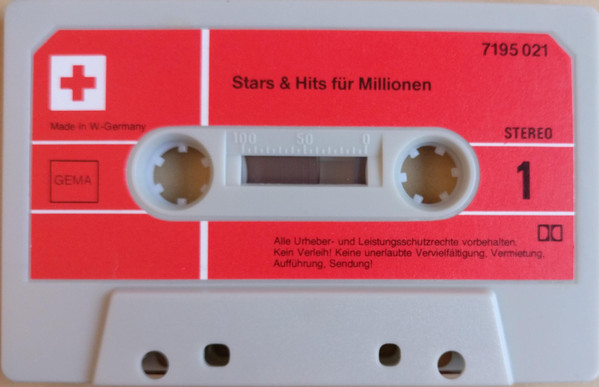 7195 021
Stars & Hits für Millionen
Made in W.-Germany
100 50 0
STEREO
GEMA
1
Alle Urheber- und Leistungsschutzrechte vorbehalten.
Kein Verleih! Keine unerlaubte Vervielfältigung, Vermietung,
Aufführung, Sendung!